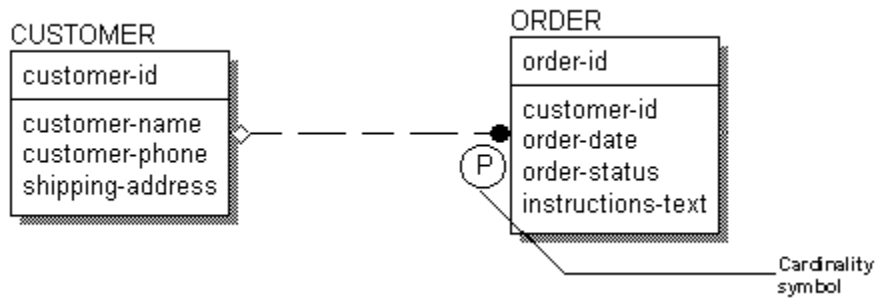 CUSTOMER
customer-id
customer-name
customer-phone
shipping-address
ORDER
order-id
customer-id
order-date
order-status
instructions-text
P
Cardinality
symbol